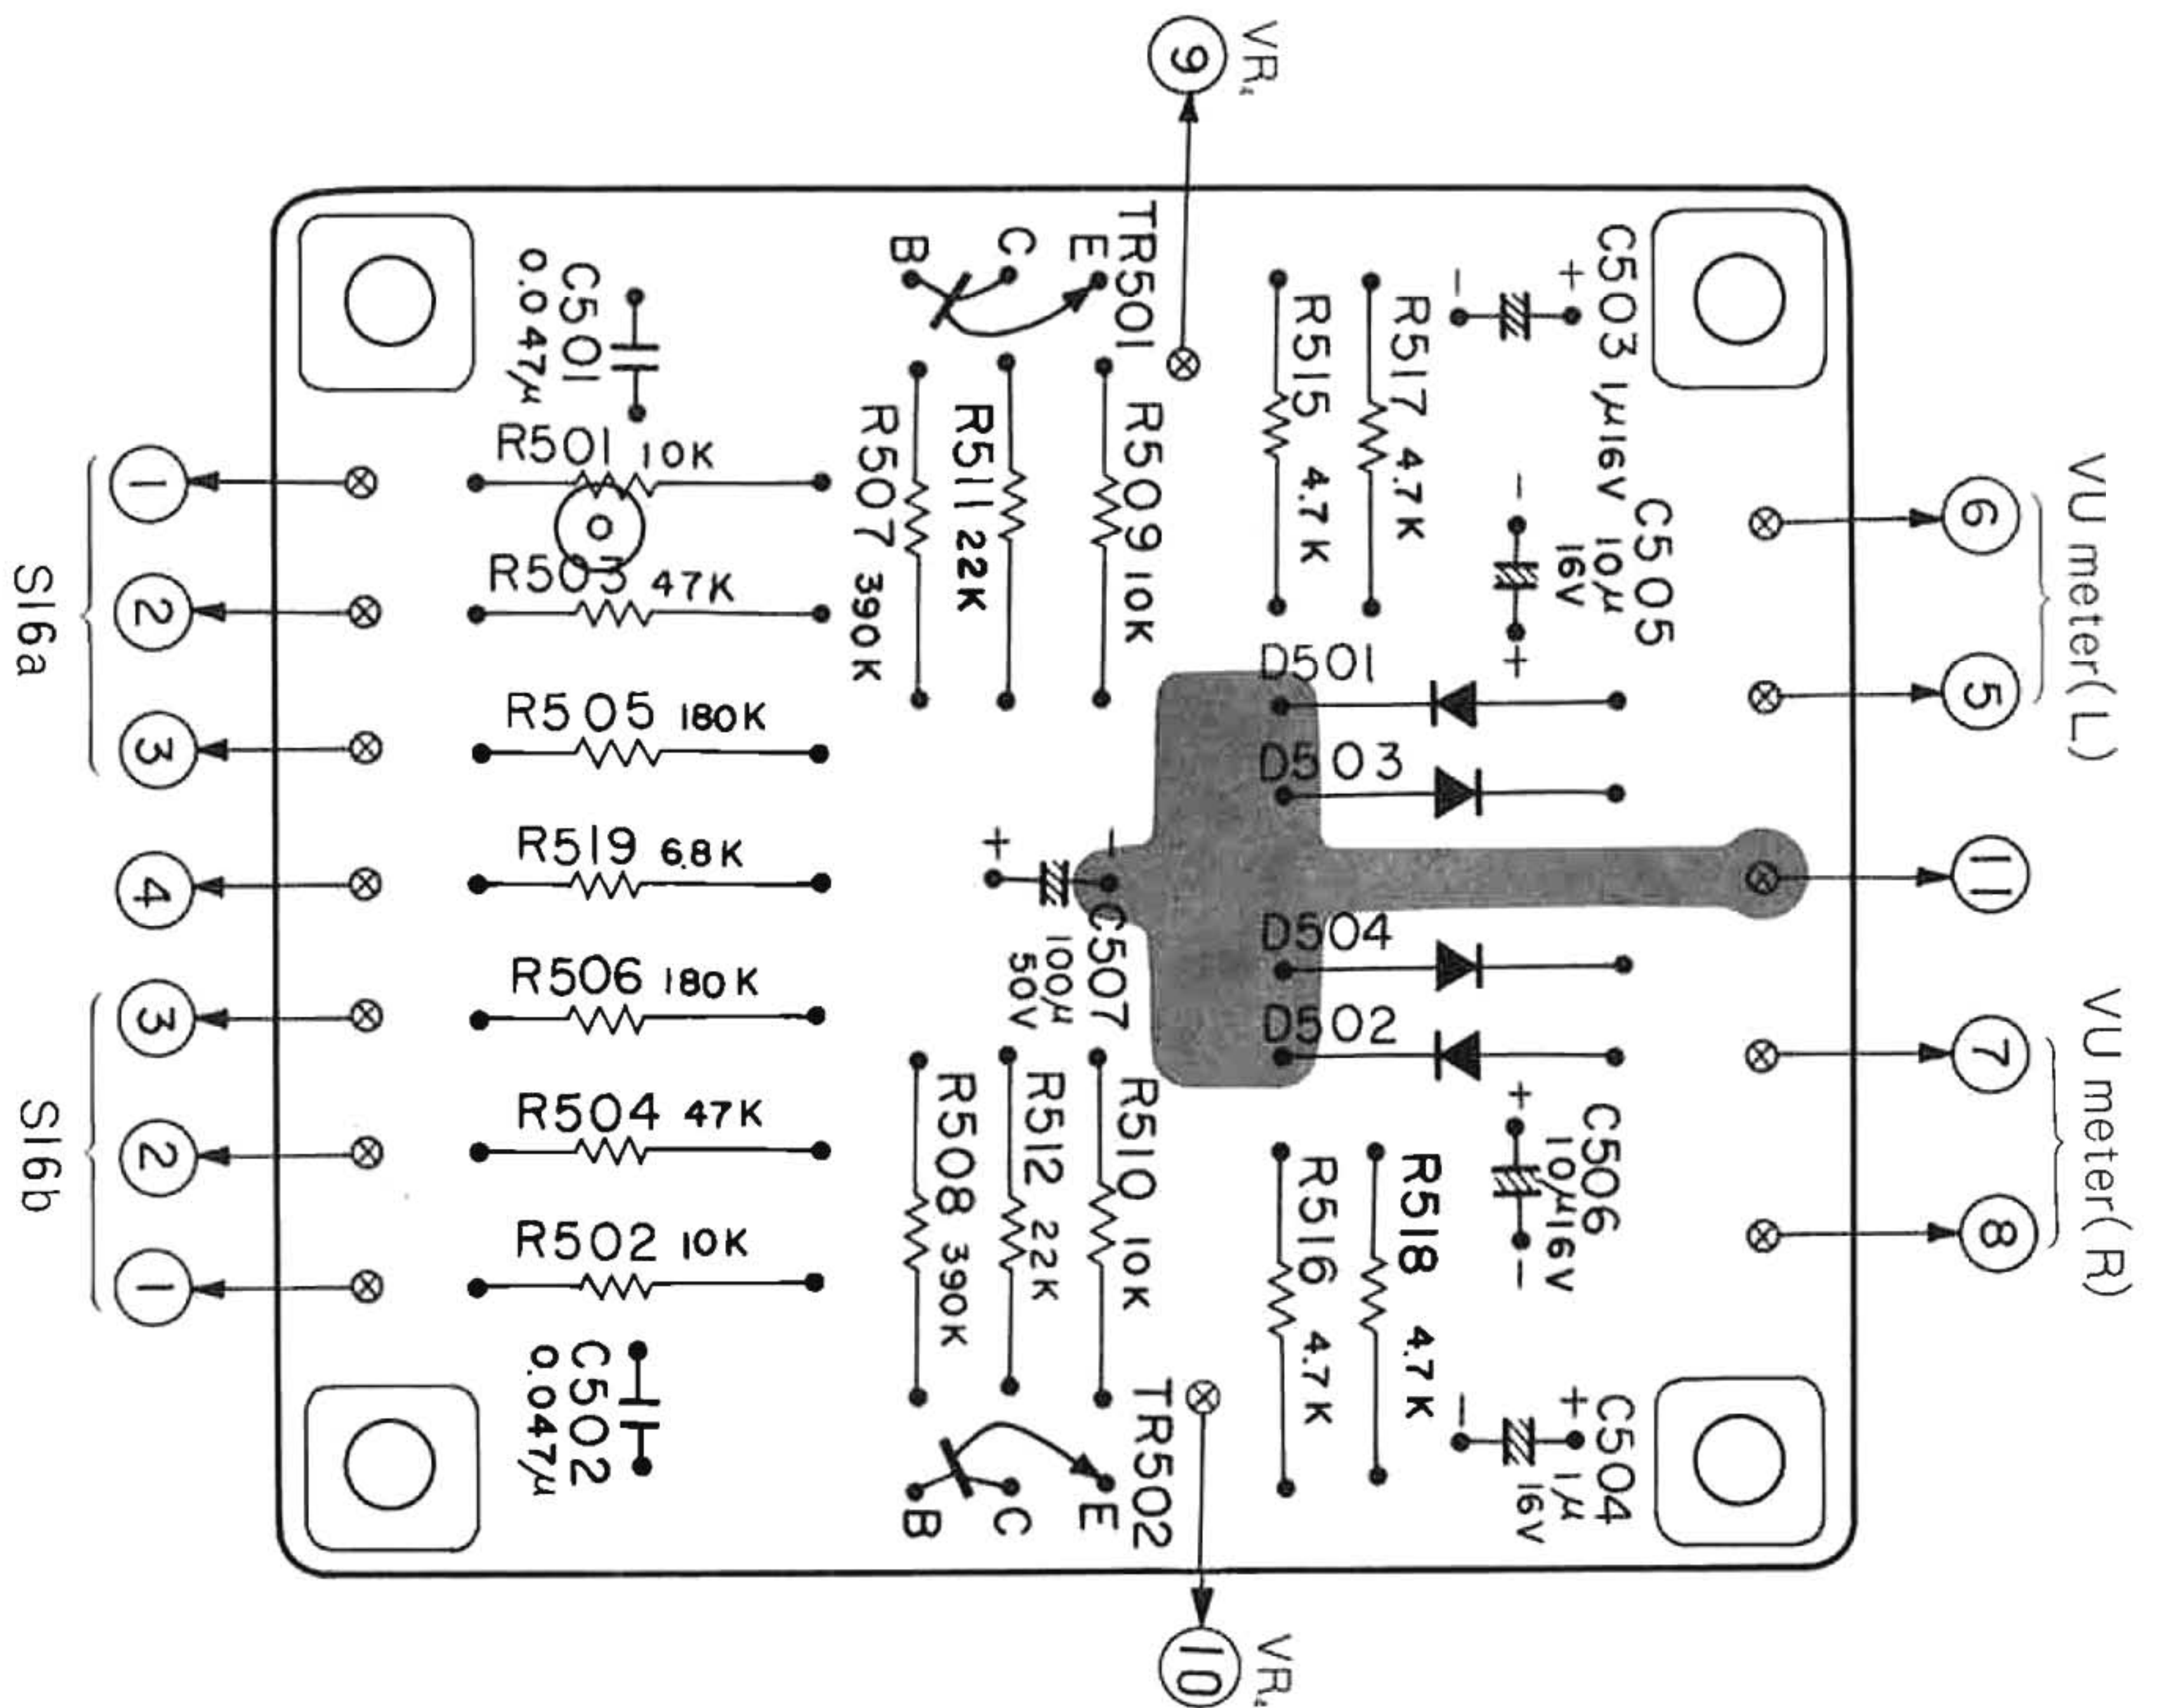 9
VR₄
TR501
B
C
E
C501
0.047μ
R501 10K
R503 47K
R505 180K
R519 6.8K
R506 180K
R504 47K
R502 10K
C502
0.047μ
R507 390K
R511 22K
R509 10K
R515 4.7K
R517 4.7K
C503 1μ16V
-
+
C505
10μ
16V
-
+
D501
D503
D504
D502
C507
100μ
50V
+
-
R508 390K
R512 22K
R510 10K
R516 4.7K
R518 4.7K
C506
10μ16V
+
-
C504
1μ
16V
-
+
TR502
B
C
E
S16a
1
2
3
4
S16b
3
2
1
VU meter(L)
6
5
11
VU meter(R)
7
8
10
VR₄